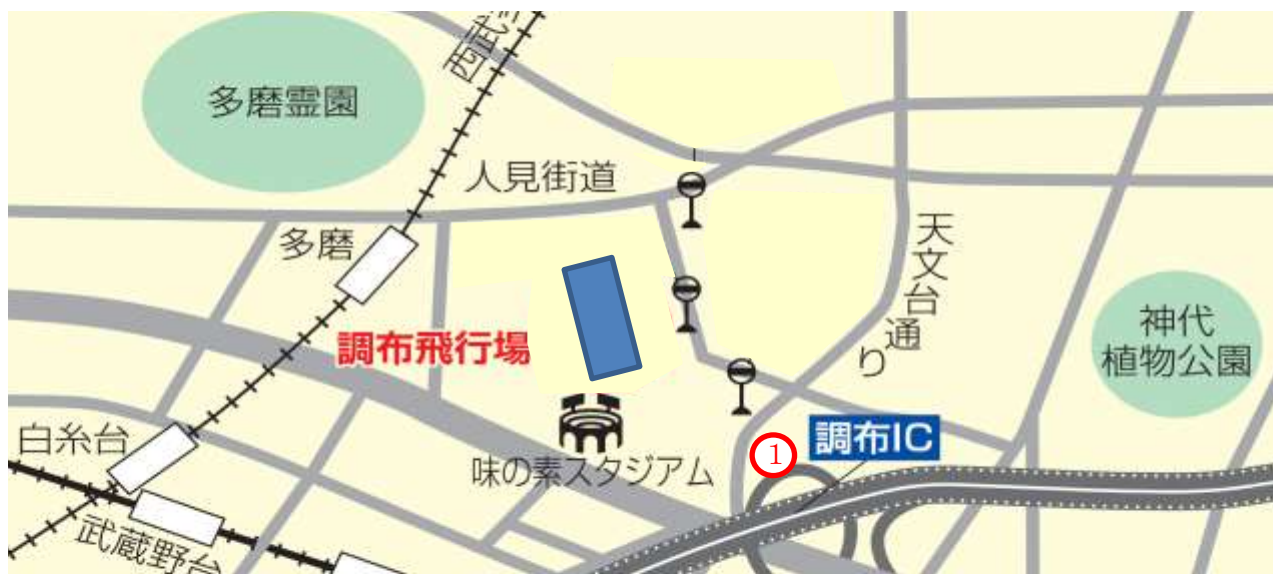 西武
多磨霊園
人見街道
多磨
天文台通り
調布飛行場
神代
植物公園
白糸台
①
調布IC
味の素スタジアム
武蔵野台